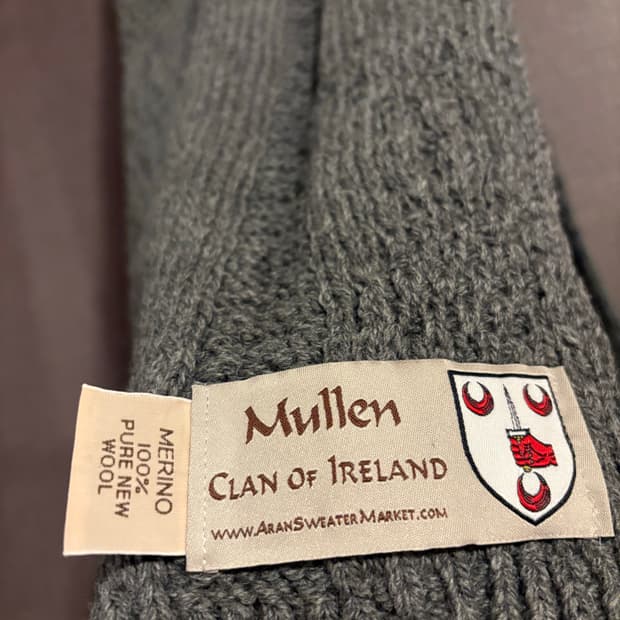 Mullen
CLAN OF IRELAND
WWW.ARANSWEATERMARKET.COM
MERINO
100%
PURE NEW
WOOL